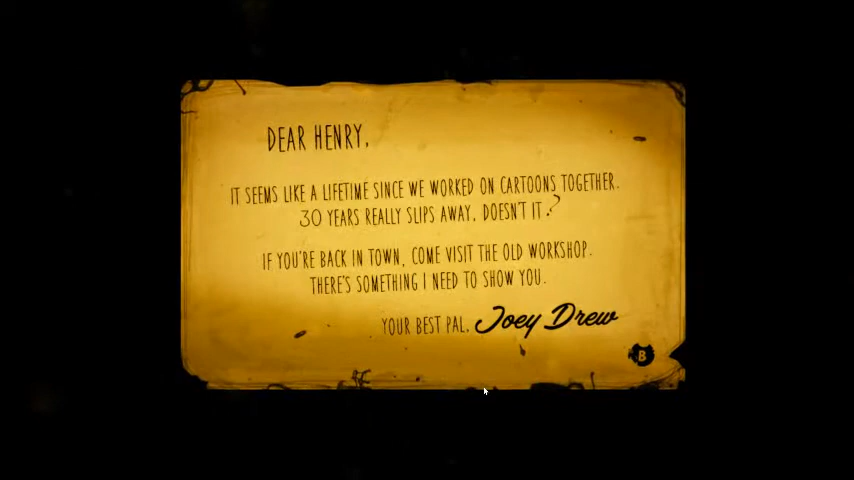 DEAR HENRY,
IT SEEMS LIKE A LIFETIME SINCE WE WORKED ON CARTOONS TOGETHER.
30 YEARS REALLY SLIPS AWAY, DOESN'T IT?
IF YOU'RE BACK IN TOWN, COME VISIT THE OLD WORKSHOP.
THERE'S SOMETHING I NEED TO SHOW YOU.
YOUR BEST PAL, Joey Drew
B